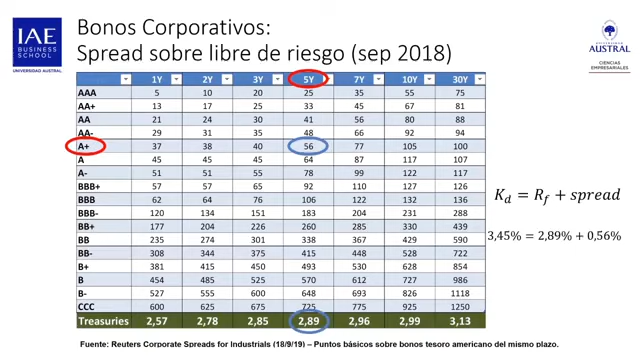 IAE
BUSINESS
SCHOOL
UNIVERSIDAD AUSTRAL
Bonos Corporativos:
Spread sobre libre de riesgo (sep 2018)
UNIVERSIDAD
AUSTRAL
CIENCIAS
EMPRESARIALES
1Y 2Y 3Y 5Y 7Y 10Y 30Y
AAA 5 10 20 25 35 55 75
AA+ 13 17 25 33 45 67 81
AA 21 24 30 41 56 80 88
AA- 29 31 35 48 66 92 94
A+ 37 38 40 56 77 105 100
A 45 45 45 64 87 117 107
A- 51 51 55 78 99 122 117
BBB+ 57 57 65 92 110 127 126
BBB 62 64 76 106 122 132 136
BBB- 120 134 151 183 204 231 288
BB+ 177 204 226 260 285 330 439
BB 235 274 301 338 367 429 590
BB- 308 344 375 415 448 528 722
B+ 381 415 450 493 530 628 854
B 454 485 525 570 612 727 986
B- 527 555 600 648 693 826 1118
CCC 600 625 675 725 775 925 1250
Treasuries 2,57 2,78 2,85 2,89 2,96 2,99 3,13
K_d = R_f + spread
3,45% = 2,89% + 0,56%
Fuente: Reuters Corporate Spreads for Industrials (18/9/19) – Puntos básicos sobre bonos tesoro americano del mismo plazo.